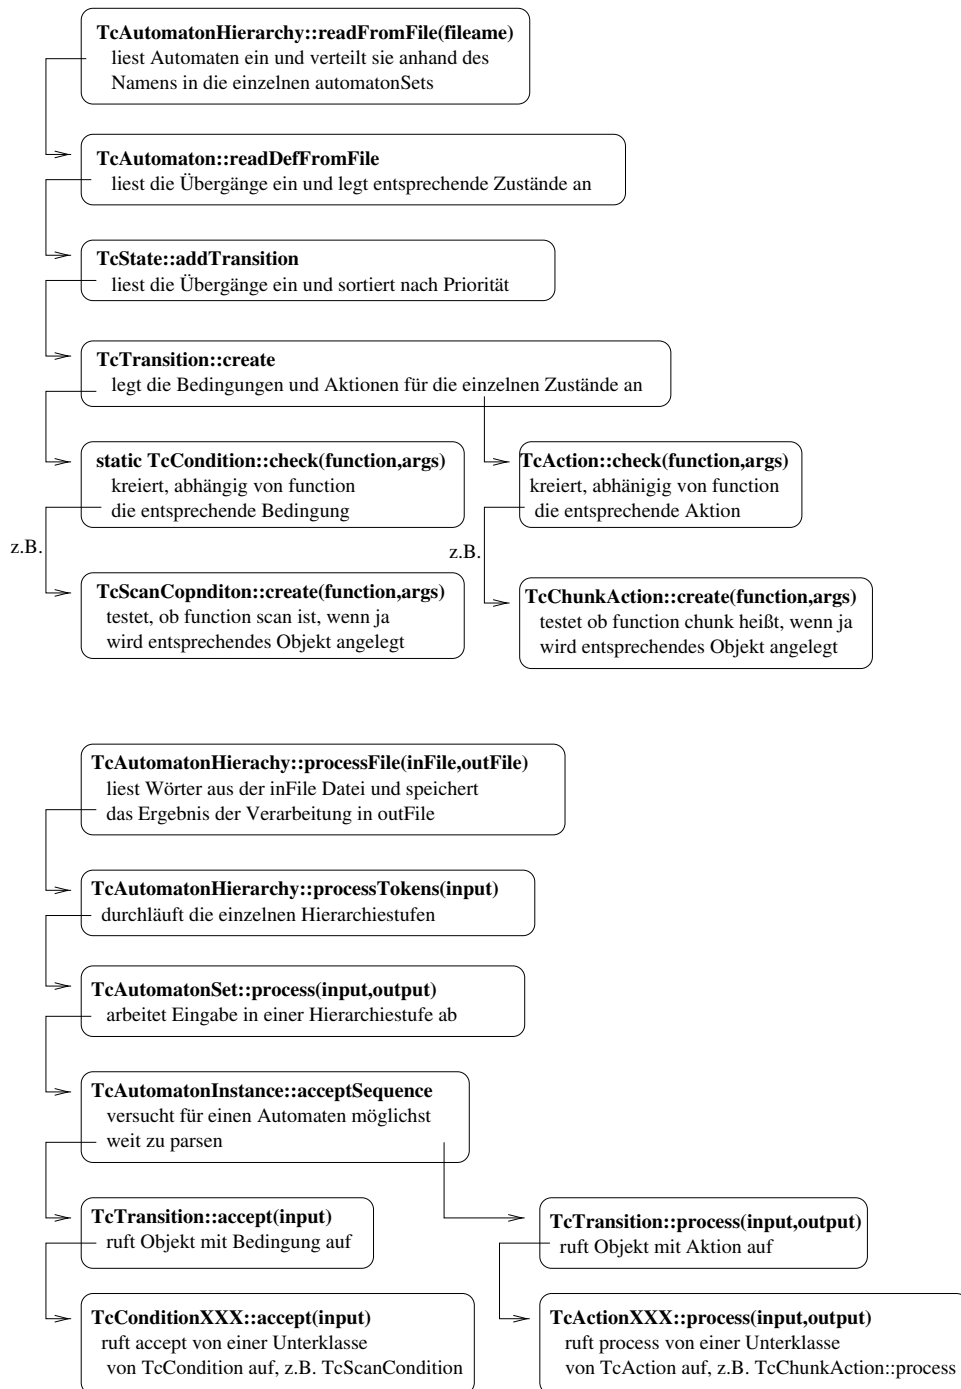 TcAutomatonHierarchy::readFromFile(fileame)
liest Automaten ein und verteilt sie anhand des
Namens in die einzelnen automatonSets
TcAutomaton::readDefFromFile
liest die Übergänge ein und legt entsprechende Zustände an
TcState::addTransition
liest die Übergänge ein und sortiert nach Priorität
TcTransition::create
legt die Bedingungen und Aktionen für die einzelnen Zustände an
static TcCondition::check(function,args)
kreiert, abhängig von function
die entsprechende Bedingung
TcAction::check(function,args)
kreiert, abhänigig von function
die entsprechende Aktion
z.B.
z.B.
TcScanCopnditon::create(function,args)
testet, ob function scan ist, wenn ja
wird entsprechendes Objekt angelegt
TcChunkAction::create(function,args)
testet ob function chunk heißt, wenn ja
wird entsprechendes Objekt angelegt
TcAutomatonHierachy::processFile(inFile,outFile)
liest Wörter aus der inFile Datei und speichert
das Ergebnis der Verarbeitung in outFile
TcAutomatonHierarchy::processTokens(input)
durchläuft die einzelnen Hierarchiestufen
TcAutomatonSet::process(input,output)
arbeitet Eingabe in einer Hierarchiestufe ab
TcAutomatonInstance::acceptSequence
versucht für einen Automaten möglichst
weit zu parsen
TcTransition::accept(input)
ruft Objekt mit Bedingung auf
TcTransition::process(input,output)
ruft Objekt mit Aktion auf
TcConditionXXX::accept(input)
ruft accept von einer Unterklasse
von TcCondition auf, z.B. TcScanCondition
TcActionXXX::process(input,output)
ruft process von einer Unterklasse
von TcAction auf, z.B. TcChunkAction::process